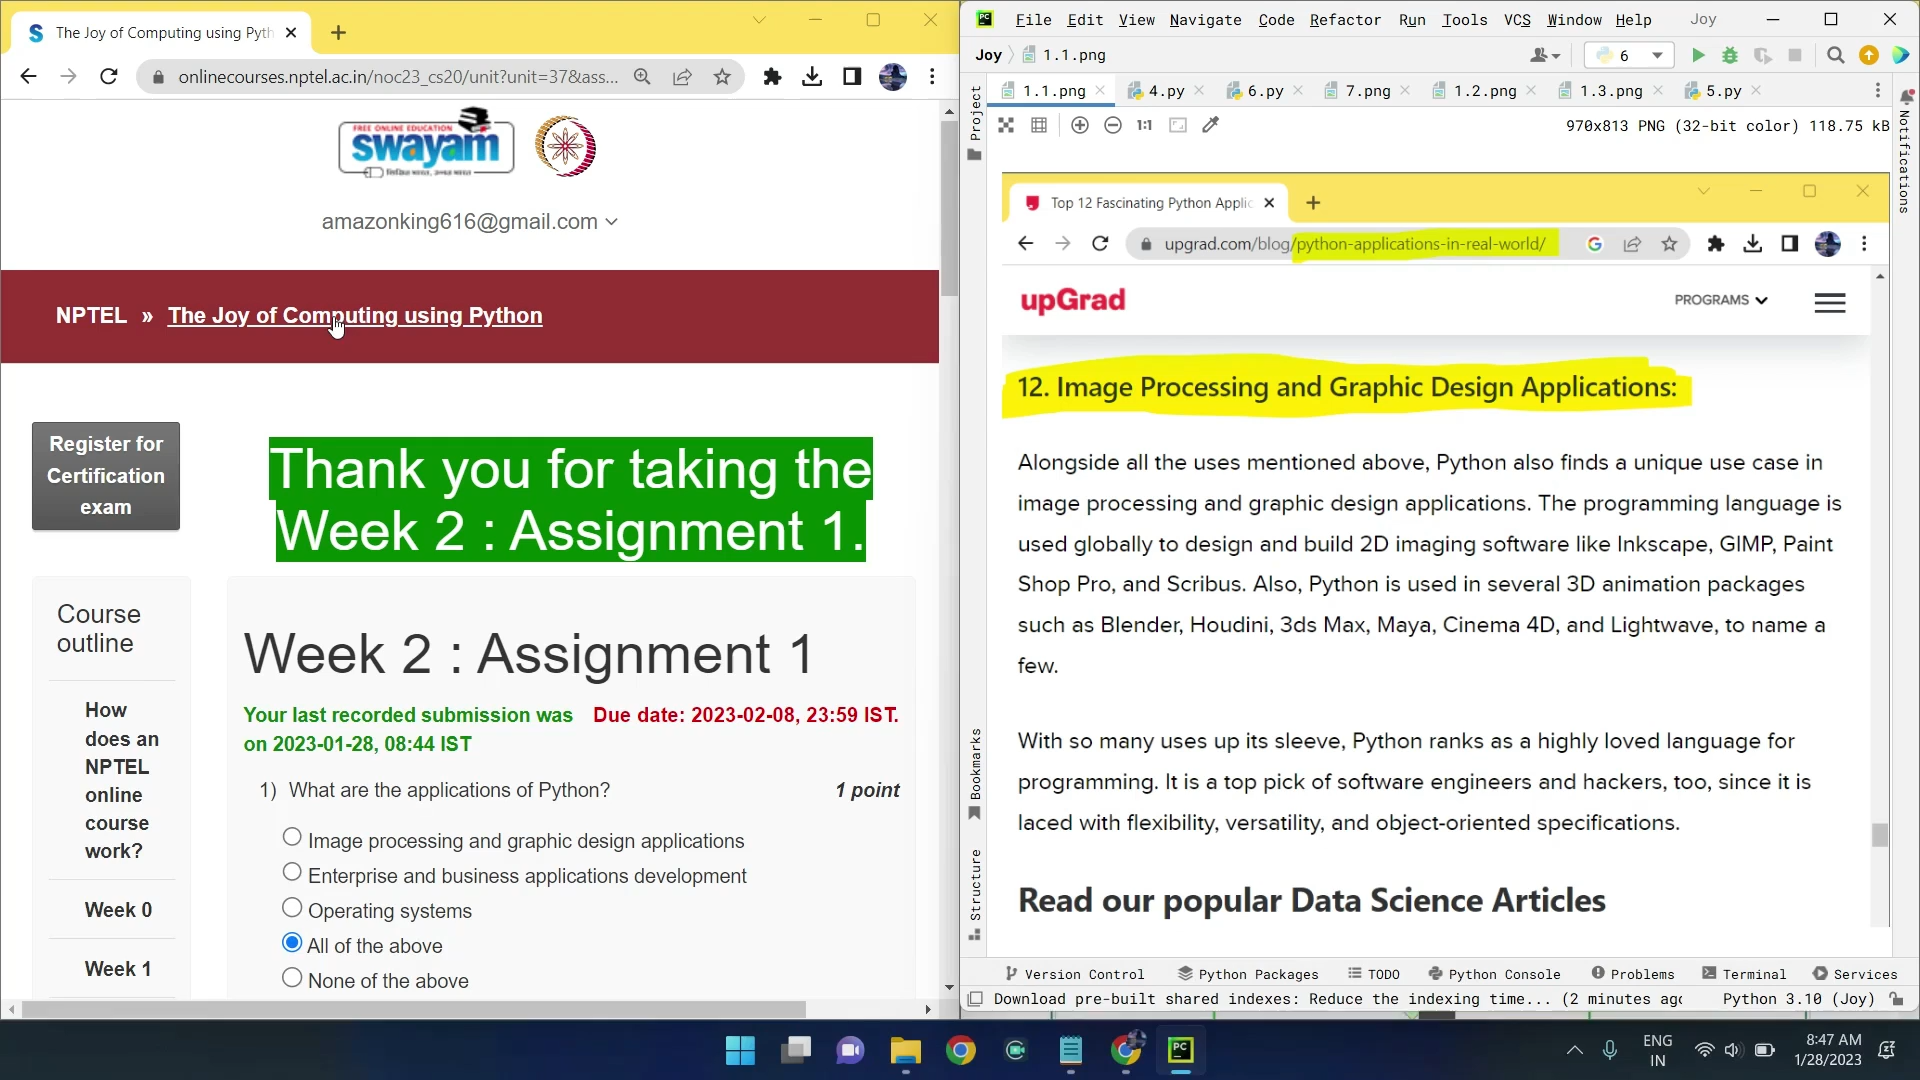 The Joy of Computing using Pyth
onlinecourses.nptel.ac.in/noc23_cs20/unit?unit=37&ass...
FREE ONLINE EDUCATION
swayam
amazonking616@gmail.com
NPTEL » The Joy of Computing using Python
Register for
Certification
exam
Thank you for taking the
Week 2 : Assignment 1.
Course
outline
How
does an
NPTEL
online
course
work?
Week 0
Week 1
Week 2 : Assignment 1
Your last recorded submission was
on 2023-01-28, 08:44 IST
Due date: 2023-02-08, 23:59 IST.
1) What are the applications of Python?
1 point
Image processing and graphic design applications
Enterprise and business applications development
Operating systems
All of the above
None of the above
PC
File Edit View Navigate Code Refactor Run Tools VCS Window Help Joy
Joy 1.1.png
6
1.1.png 4.py 6.py 7.png 1.2.png 1.3.png 5.py
1:1
970x813 PNG (32-bit color) 118.75 kB
Project
Bookmarks
Structure
Notifications
Top 12 Fascinating Python Applic
upgrad.com/blog/python-applications-in-real-world/
upGrad
PROGRAMS
12. Image Processing and Graphic Design Applications:
Alongside all the uses mentioned above, Python also finds a unique use case in
image processing and graphic design applications. The programming language is
used globally to design and build 2D imaging software like Inkscape, GIMP, Paint
Shop Pro, and Scribus. Also, Python is used in several 3D animation packages
such as Blender, Houdini, 3ds Max, Maya, Cinema 4D, and Lightwave, to name a
few.
With so many uses up its sleeve, Python ranks as a highly loved language for
programming. It is a top pick of software engineers and hackers, too, since it is
laced with flexibility, versatility, and object-oriented specifications.
Read our popular Data Science Articles
Version Control Python Packages TODO Python Console Problems Terminal Services
Download pre-built shared indexes: Reduce the indexing time... (2 minutes ago
Python 3.10 (Joy)
PC
ENG
IN
8:47 AM
1/28/2023